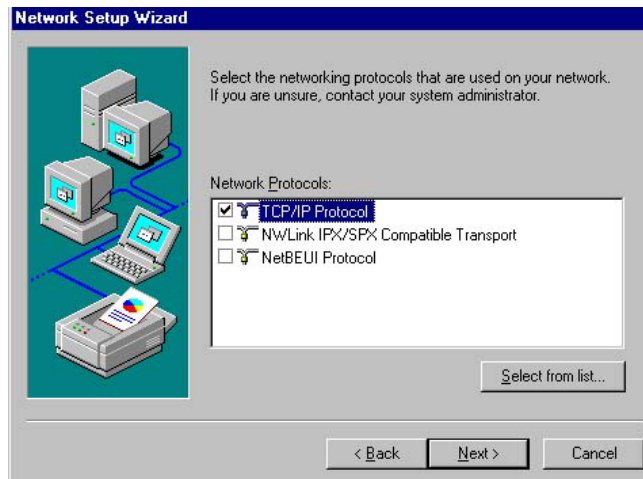 Network Setup Wizard
Select the networking protocols that are used on your network.
If you are unsure, contact your system administrator.
Network Protocols:
TCP/IP Protocol
NWLink IPX/SPX Compatible Transport
NetBEUI Protocol
Select from list...
< Back
Next >
Cancel